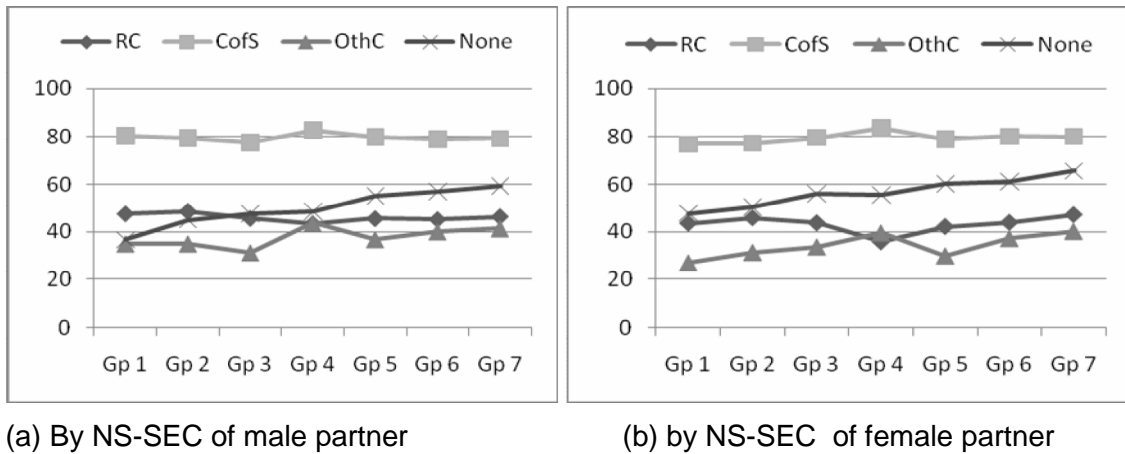 RC CofS OthC None
100
80
60
40
20
0
Gp 1 Gp 2 Gp 3 Gp 4 Gp 5 Gp 6 Gp 7
(a) By NS-SEC of male partner
RC CofS OthC None
100
80
60
40
20
0
Gp 1 Gp 2 Gp 3 Gp 4 Gp 5 Gp 6 Gp 7
(b) by NS-SEC of female partner